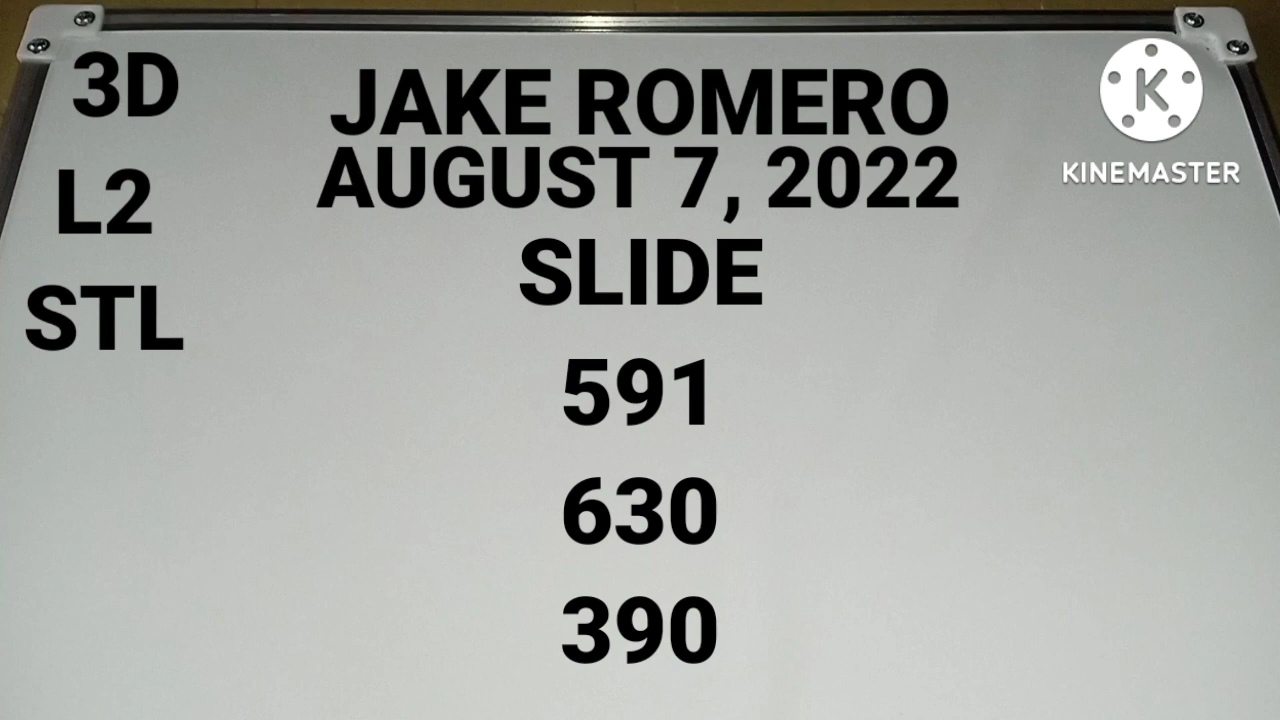 3D
L2
STL
JAKE ROMERO
AUGUST 7, 2022
SLIDE
591
630
390
K
KINEMASTER